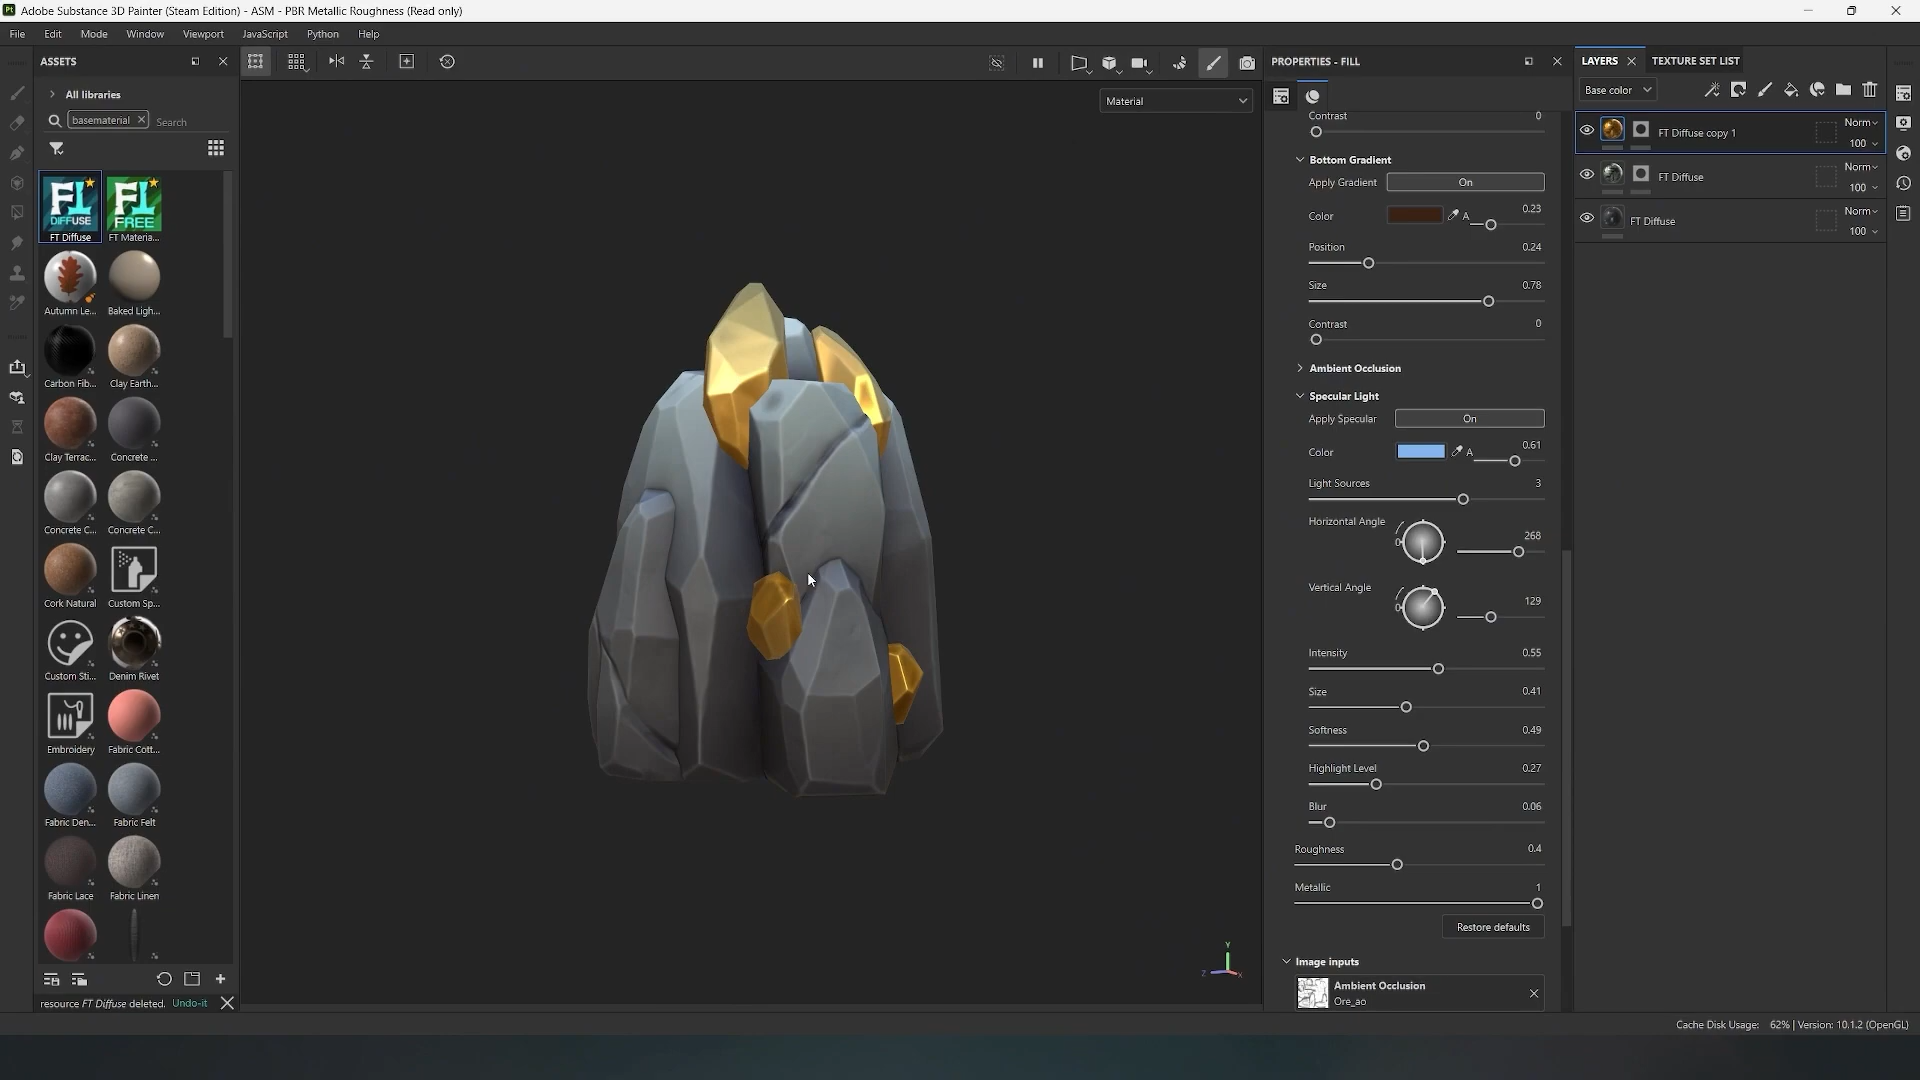 Pt Adobe Substance 3D Painter (Steam Edition) - ASM - PBR Metallic Roughness (Read only)
File Edit Mode Window Viewport JavaScript Python Help
ASSETS
All libraries
basematerial Search
FT DIFFUSE
FT FREE
FT Diffuse
FT Materia...
Autumn Le...
Baked Ligh...
Carbon Fib...
Clay Earth...
Clay Terrac...
Concrete ...
Concrete C...
Concrete C...
Cork Natural
Custom Sp...
Custom Sti...
Denim Rivet
Embroidery
Fabric Cott...
Fabric Den...
Fabric Felt
Fabric Lace
Fabric Linen
resource FT Diffuse deleted. Undo-it
Material
Y
Z
X
PROPERTIES - FILL
Contrast 0
Bottom Gradient
Apply Gradient On
Color A 0.23
Position 0.24
Size 0.78
Contrast 0
Ambient Occlusion
Specular Light
Apply Specular On
Color A 0.61
Light Sources 3
Horizontal Angle 0 268
Vertical Angle 0 129
Intensity 0.55
Size 0.41
Softness 0.49
Highlight Level 0.27
Blur 0.06
Roughness 0.4
Metallic 1
Restore defaults
Image inputs
Ambient Occlusion
Ore_ao
LAYERS TEXTURE SET LIST
Base color
FT Diffuse copy 1 Norm 100
FT Diffuse Norm 100
FT Diffuse Norm 100
Cache Disk Usage: 62% | Version: 10.1.2 (OpenGL)